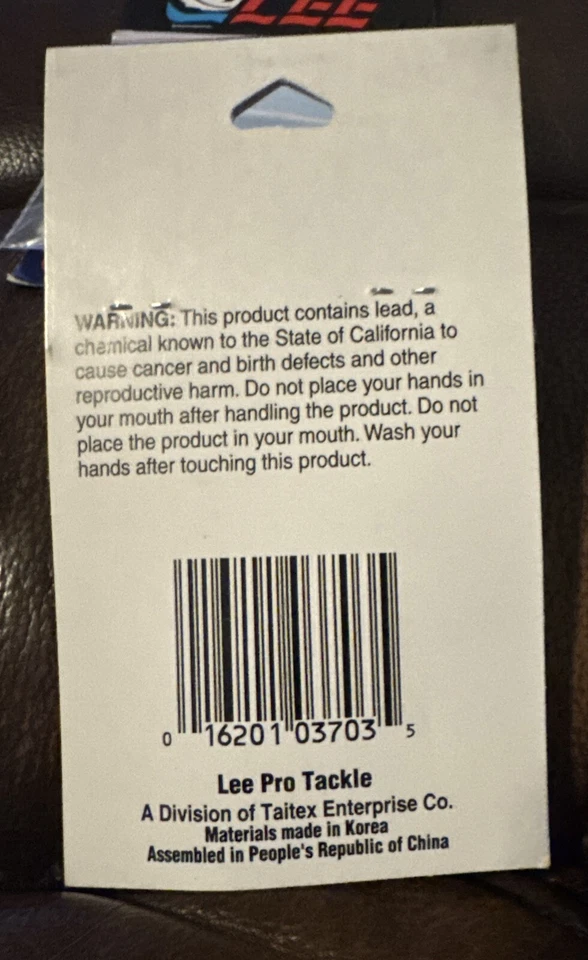 LEE
WARNING: This product contains lead, a
chemical known to the State of California to
cause cancer and birth defects and other
reproductive harm. Do not place your hands in
your mouth after handling the product. Do not
place the product in your mouth. Wash your
hands after touching this product.
0 16201 03703 5
Lee Pro Tackle
A Division of Taitex Enterprise Co.
Materials made in Korea
Assembled in People's Republic of China